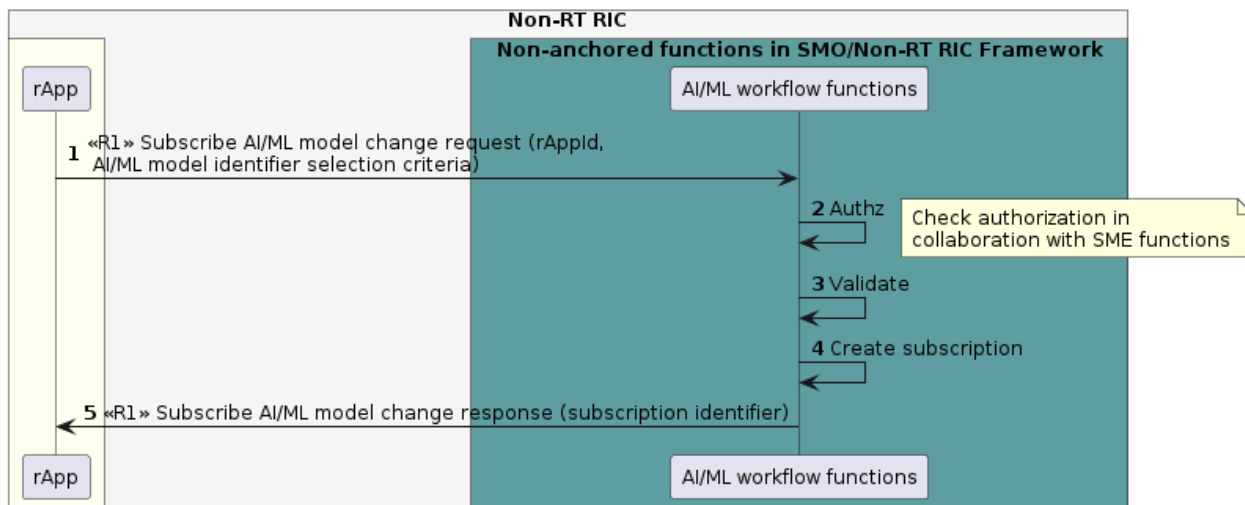 Non-RT RIC
Non-anchored functions in SMO/Non-RT RIC Framework
rApp
AI/ML workflow functions
1 «R1» Subscribe AI/ML model change request (rAppId,
AI/ML model identifier selection criteria)
2 Authz
Check authorization in
collaboration with SME functions
3 Validate
4 Create subscription
5 «R1» Subscribe AI/ML model change response (subscription identifier)
rApp
AI/ML workflow functions